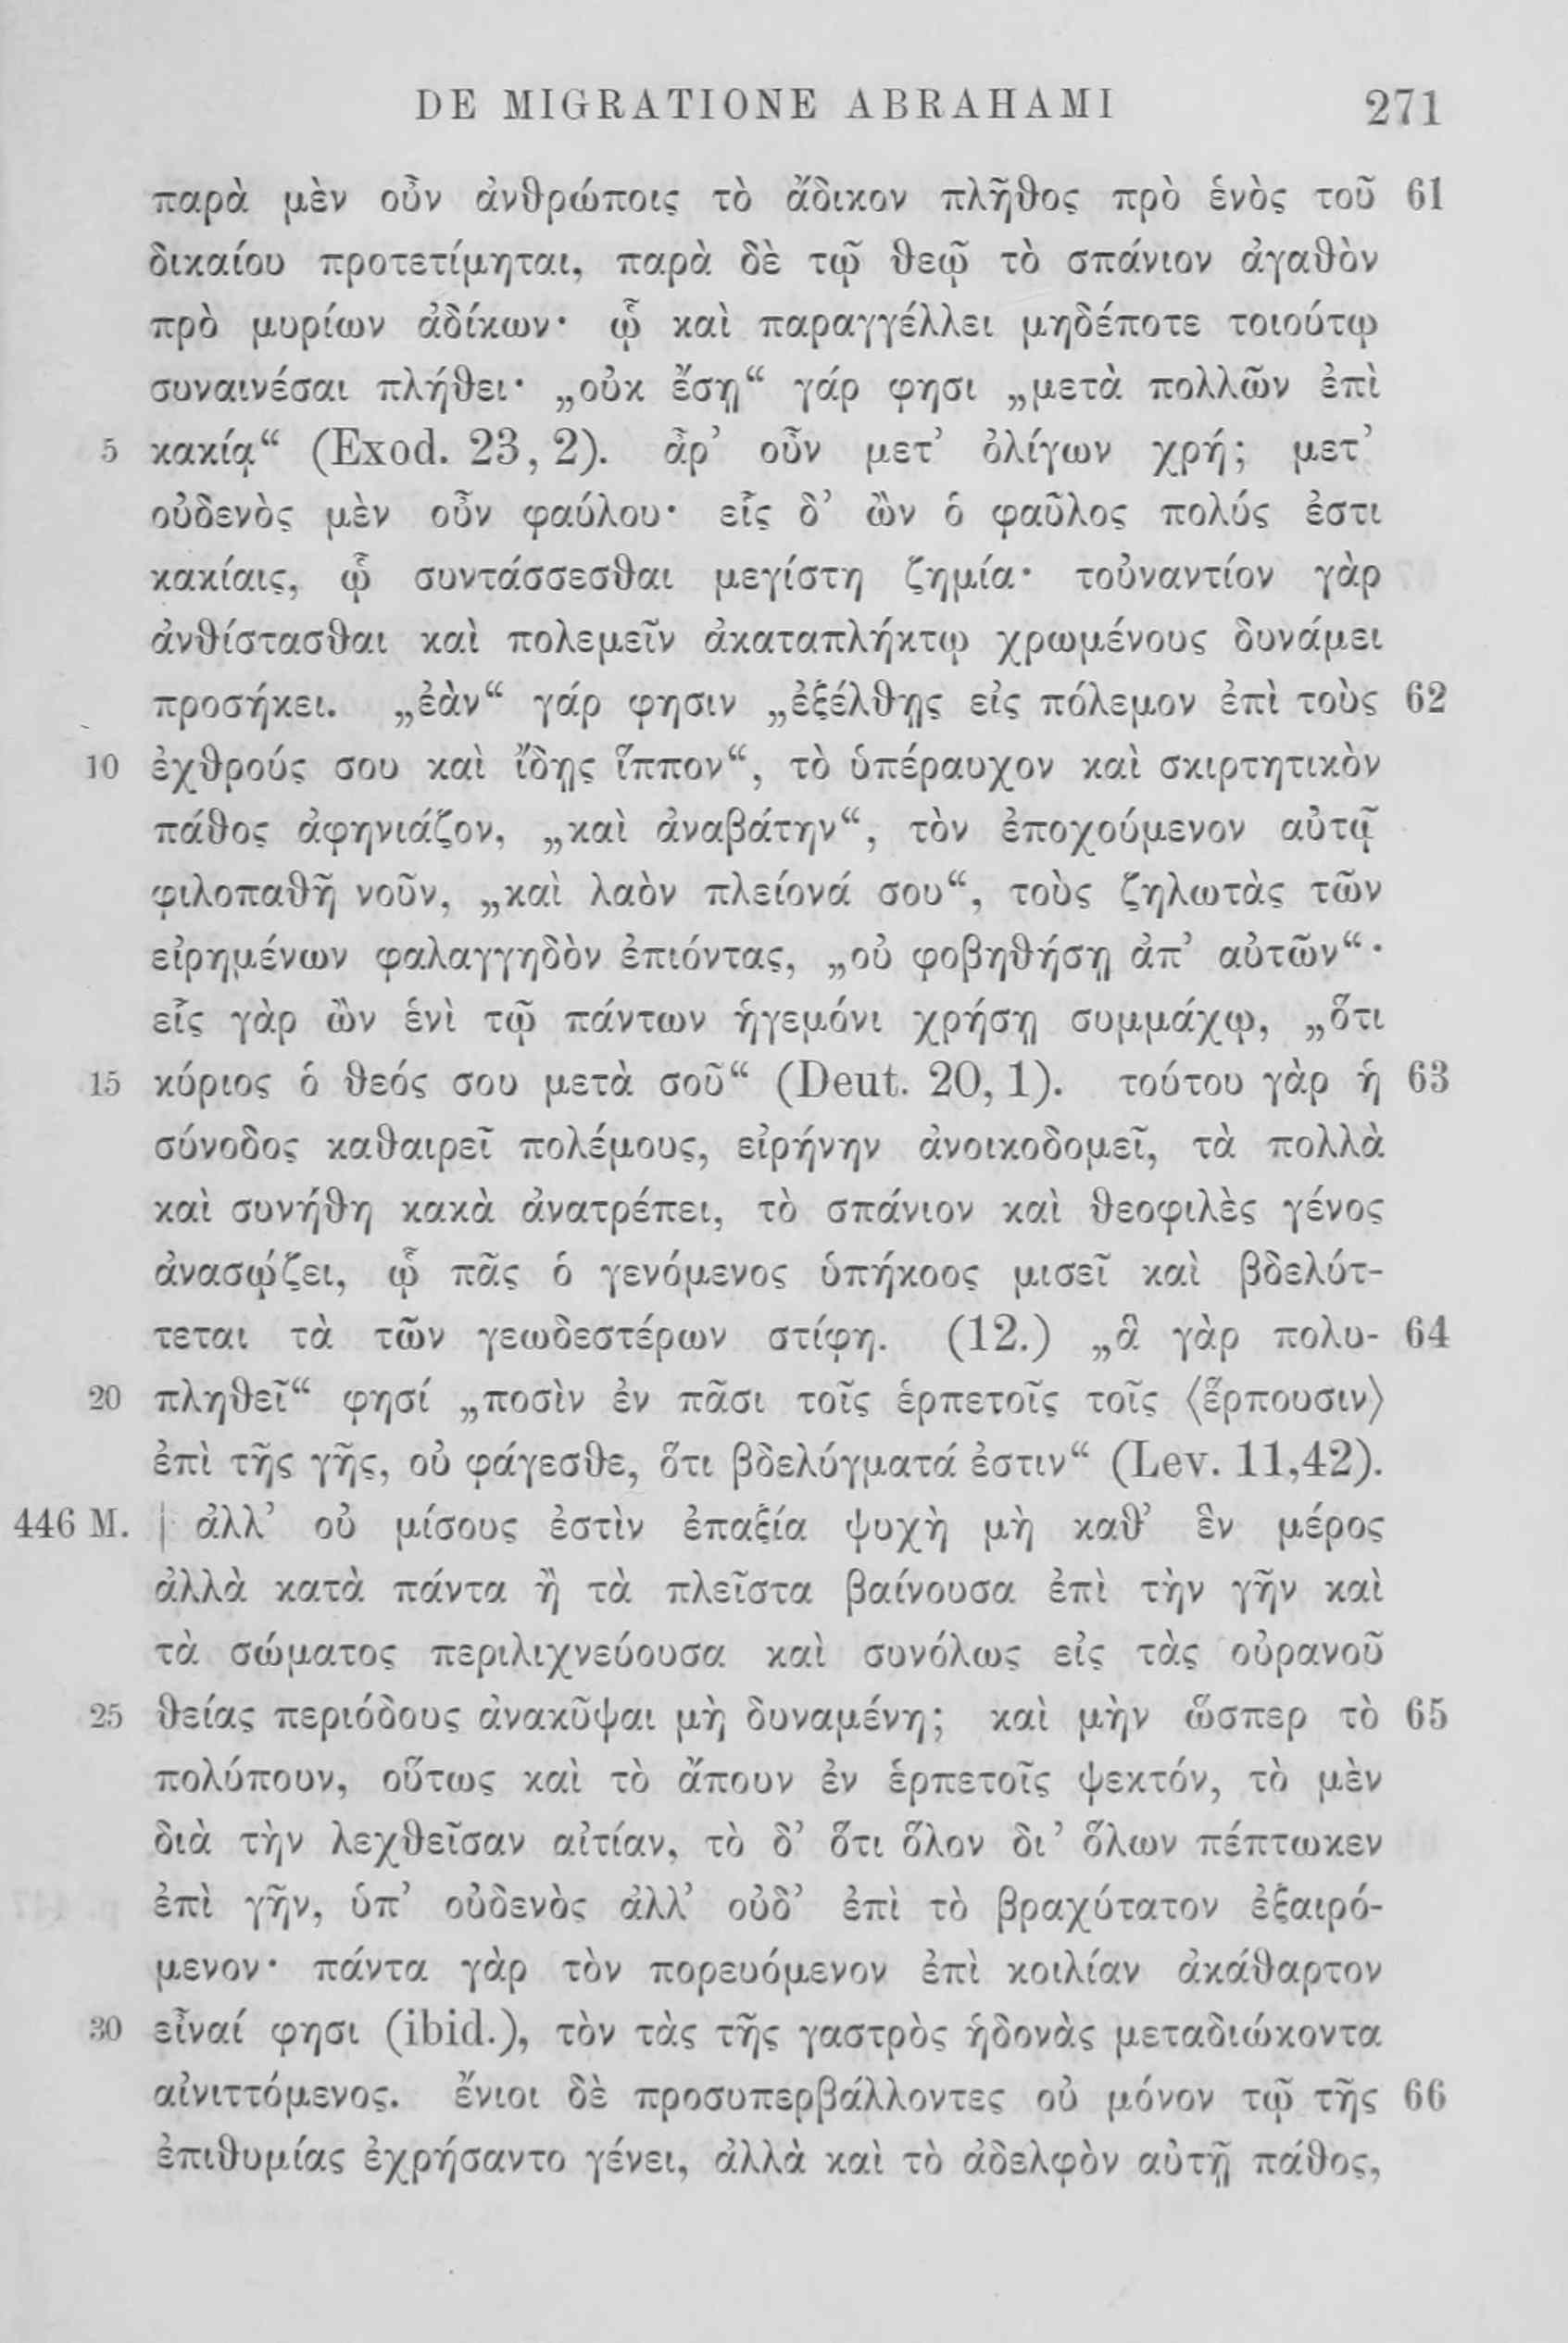 DE MIGRATIONE ABRAHAMI 271
παρὰ μὲν οὖν ἀνθρώποις τὸ ἄδικον πλῆθος πρὸ ἑνὸς τοῦ 61
δικαίου προτετίμηται, παρὰ δὲ τῷ θεῷ τὸ σπάνιον ἀγαθὸν
πρὸ μυρίων ἀδίκων· ᾧ καὶ παραγγέλλει μηδέποτε τοιούτῳ
συναινέσαι πλήθει· „οὐκ ἔσῃ“ γάρ φησι „μετὰ πολλῶν ἐπὶ
5 κακίᾳ“ (Exod. 23, 2). ἆρ’ οὖν μετ’ ὀλίγων χρή; μετ’
οὐδενὸς μὲν οὖν φαύλου· εἷς δ’ ὢν ὁ φαῦλος πολύς ἐστι
κακίαις, ᾧ συντάσσεσθαι μεγίστη ζημία· τοὐναντίον γὰρ
ἀνθίστασθαι καὶ πολεμεῖν ἀκαταπλήκτῳ χρωμένους δυνάμει
προσήκει. „ἐὰν“ γάρ φησιν „ἐξέλθῃς εἰς πόλεμον ἐπὶ τοὺς 62
10 ἐχθρούς σου καὶ ἴδῃς ἵππον“, τὸ ὑπέραυχον καὶ σκιρτητικὸν
πάθος ἀφηνιάζον, „καὶ ἀναβάτην“, τὸν ἐποχούμενον αὐτῷ
φιλοπαθῆ νοῦν, „καὶ λαὸν πλείονά σου“, τοὺς ζηλωτὰς τῶν
εἰρημένων φαλαγγηδὸν ἐπιόντας, „οὐ φοβηθήσῃ ἀπ’ αὐτῶν“·
εἷς γὰρ ὢν ἑνὶ τῷ πάντων ἡγεμόνι χρήσῃ συμμάχῳ, „ὅτι
15 κύριος ὁ θεός σου μετὰ σοῦ“ (Deut. 20, 1). τούτου γὰρ ἡ 63
σύνοδος καθαιρεῖ πολέμους, εἰρήνην ἀνοικοδομεῖ, τὰ πολλὰ
καὶ συνήθη κακὰ ἀνατρέπει, τὸ σπάνιον καὶ θεοφιλὲς γένος
ἀνασῴζει, ᾧ πᾶς ὁ γενόμενος ὑπήκοος μισεῖ καὶ βδελύτ-
τεται τὰ τῶν γεωδεστέρων στίφη. (12.) „ἃ γὰρ πολυ- 64
20 πληθεῖ“ φησί „ποσὶν ἐν πᾶσι τοῖς ἑρπετοῖς τοῖς ⟨ἕρπουσιν⟩
ἐπὶ τῆς γῆς, οὐ φάγεσθε, ὅτι βδελύγματά ἐστιν“ (Lev. 11,42).
446 M. | ἀλλ’ οὐ μίσους ἐστὶν ἐπαξία ψυχὴ μὴ καθ’ ἓν μέρος
ἀλλὰ κατὰ πάντα ἢ τὰ πλεῖστα βαίνουσα ἐπὶ τὴν γῆν καὶ
τὰ σώματος περιλιχνεύουσα καὶ συνόλως εἰς τὰς οὐρανοῦ
25 θείας περιόδους ἀνακῦψαι μὴ δυναμένη; καὶ μὴν ὥσπερ τὸ 65
πολύπουν, οὕτως καὶ τὸ ἄπουν ἐν ἑρπετοῖς ψεκτόν, τὸ μὲν
διὰ τὴν λεχθεῖσαν αἰτίαν, τὸ δ’ ὅτι ὅλον δι’ ὅλων πέπτωκεν
ἐπὶ γῆν, ὑπ’ οὐδενὸς ἀλλ’ οὐδ’ ἐπὶ τὸ βραχύτατον ἐξαιρό-
μενον· πάντα γὰρ τὸν πορευόμενον ἐπὶ κοιλίαν ἀκάθαρτον
30 εἶναί φησι (ibid.), τὸν τὰς τῆς γαστρὸς ἡδονὰς μεταδιώκοντα
αἰνιττόμενος. ἔνιοι δὲ προσυπερβάλλοντες οὐ μόνον τῷ τῆς 66
ἐπιθυμίας ἐχρήσαντο γένει, ἀλλὰ καὶ τὸ ἀδελφὸν αὐτῇ πάθος,